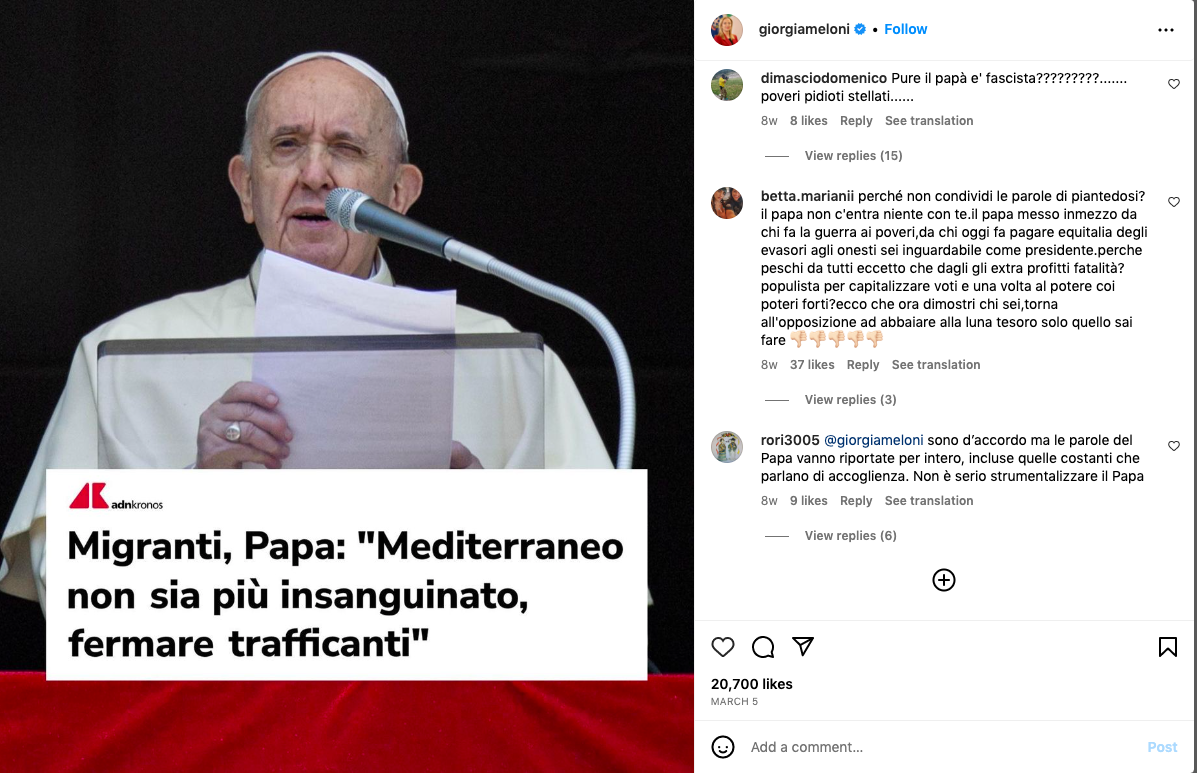 adnkronos
Migranti, Papa: "Mediterraneo
non sia più insanguinato,
fermare trafficanti"
giorgiameloni • Follow
dimasciodomenico Pure il papà e' fascista?????????.......
poveri pidioti stellati......
8w 8 likes Reply See translation
View replies (15)
betta.marianii perché non condividi le parole di piantedosi?
il papa non c'entra niente con te.il papa messo inmezzo da
chi fa la guerra ai poveri,da chi oggi fa pagare equitalia degli
evasori agli onesti sei inguardabile come presidente.perche
peschi da tutti eccetto che dagli gli extra profitti fatalità?
populista per capitalizzare voti e una volta al potere coi
poteri forti?ecco che ora dimostri chi sei,torna
all'opposizione ad abbaiare alla luna tesoro solo quello sai
fare 👎🏻👎🏻👎🏻👎🏻👎🏻
8w 37 likes Reply See translation
View replies (3)
rori3005 @giorgiameloni sono d’accordo ma le parole del
Papa vanno riportate per intero, incluse quelle costanti che
parlano di accoglienza. Non è serio strumentalizzare il Papa
8w 9 likes Reply See translation
View replies (6)
20,700 likes
MARCH 5
Add a comment...
Post